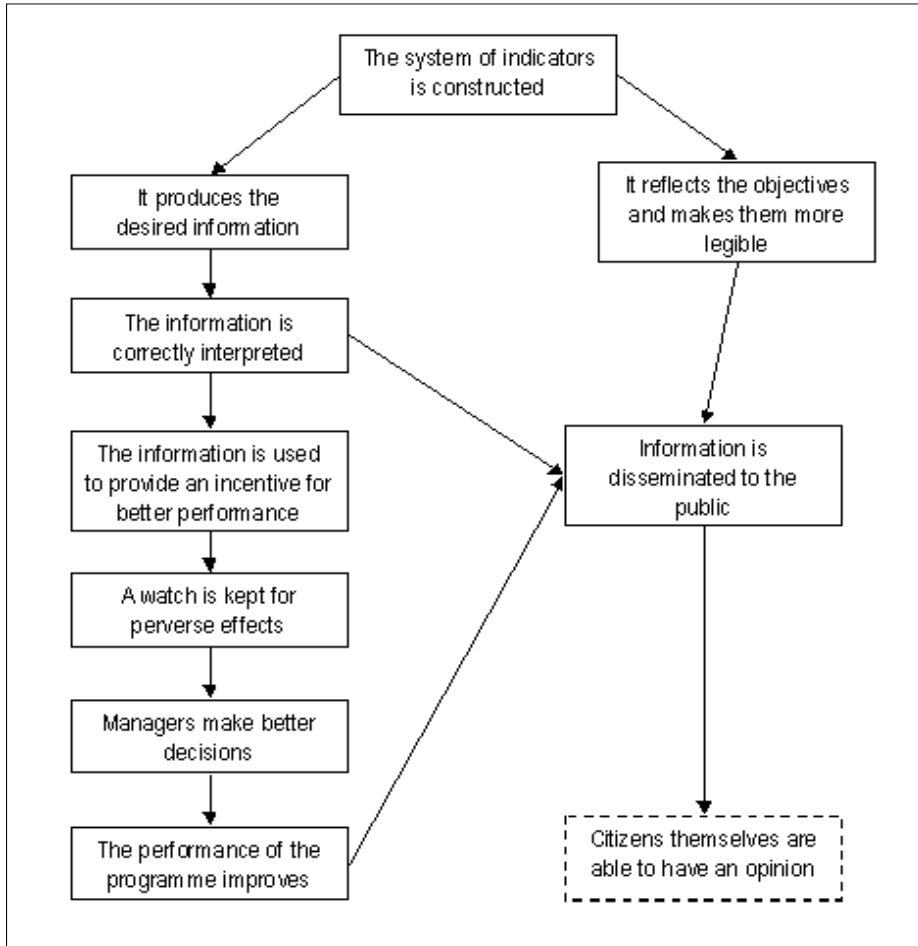 The system of indicators
is constructed
It produces the
desired information
It reflects the objectives
and makes them more
legible
The information is
correctly interpreted
The information is used
to provide an incentive for
better performance
Information is
disseminated to the
public
A watch is kept for
perverse effects
Managers make better
decisions
The performance of the
programme improves
Citizens themselves are
able to have an opinion